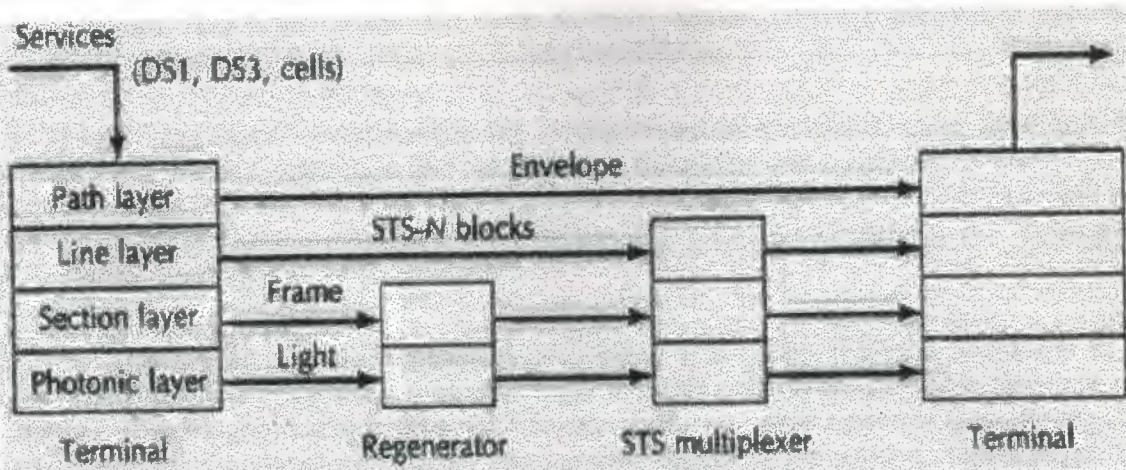 Services
(DS1, DS3, cells)
Envelope
Path layer
STS-N blocks
Line layer
Frame
Section layer
Light
Photonic layer
Terminal
Regenerator
STS multiplexer
Terminal